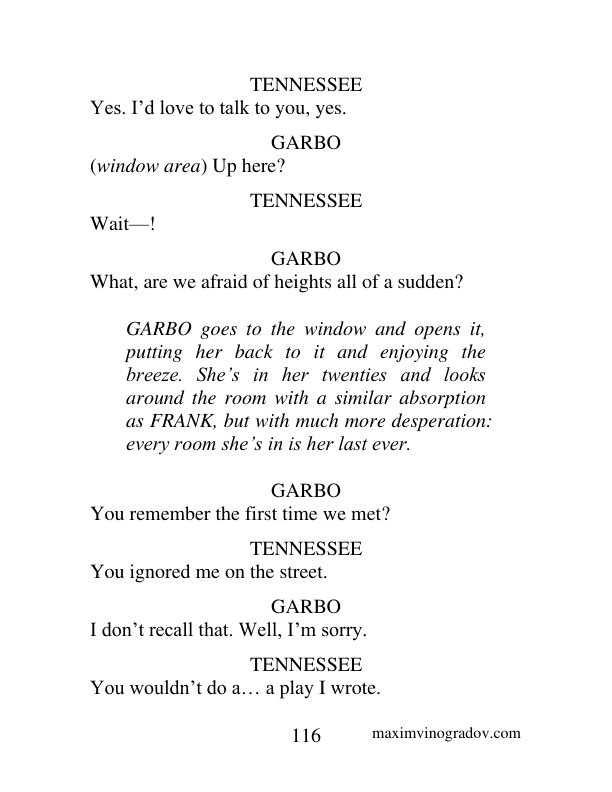 TENNESSEE
Yes. I’d love to talk to you, yes.
GARBO
(window area) Up here?
TENNESSEE
Wait—!
GARBO
What, are we afraid of heights all of a sudden?
GARBO goes to the window and opens it,
putting her back to it and enjoying the
breeze. She’s in her twenties and looks
around the room with a similar absorption
as FRANK, but with much more desperation:
every room she’s in is her last ever.
GARBO
You remember the first time we met?
TENNESSEE
You ignored me on the street.
GARBO
I don’t recall that. Well, I’m sorry.
TENNESSEE
You wouldn’t do a… a play I wrote.
116 maximvinogradov.com